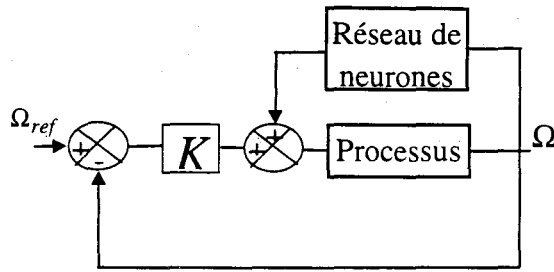 Réseau de
neurones
Ω_ref
+
-
K
+
+
Processus
Ω